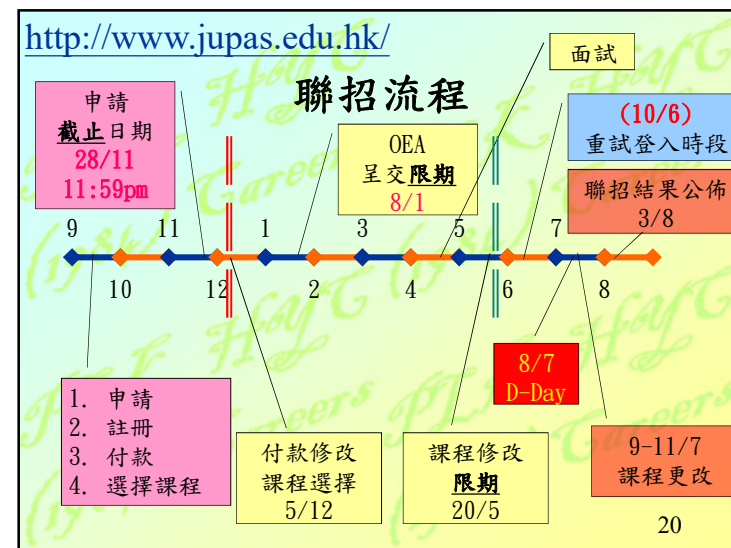 http://www.jupas.edu.hk/
聯招流程
面試
申請
截止日期
28/11
11:59pm
OEA
呈交限期
8/1
(10/6)
重試登入時段
聯招結果公佈
3/8
9 11 1 3 5 7
10 12 2 4 6 8
8/7
D-Day
1. 申請
2. 註冊
3. 付款
4. 選擇課程
付款修改
課程選擇
5/12
課程修改
限期
20/5
9-11/7
課程更改
20